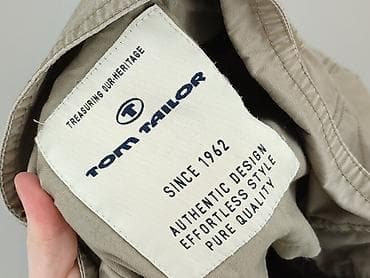 TREASURING OUR HERITAGE
T
TOM TAILOR
SINCE 1962
AUTHENTIC DESIGN
EFFORTLESS STYLE
PURE QUALITY